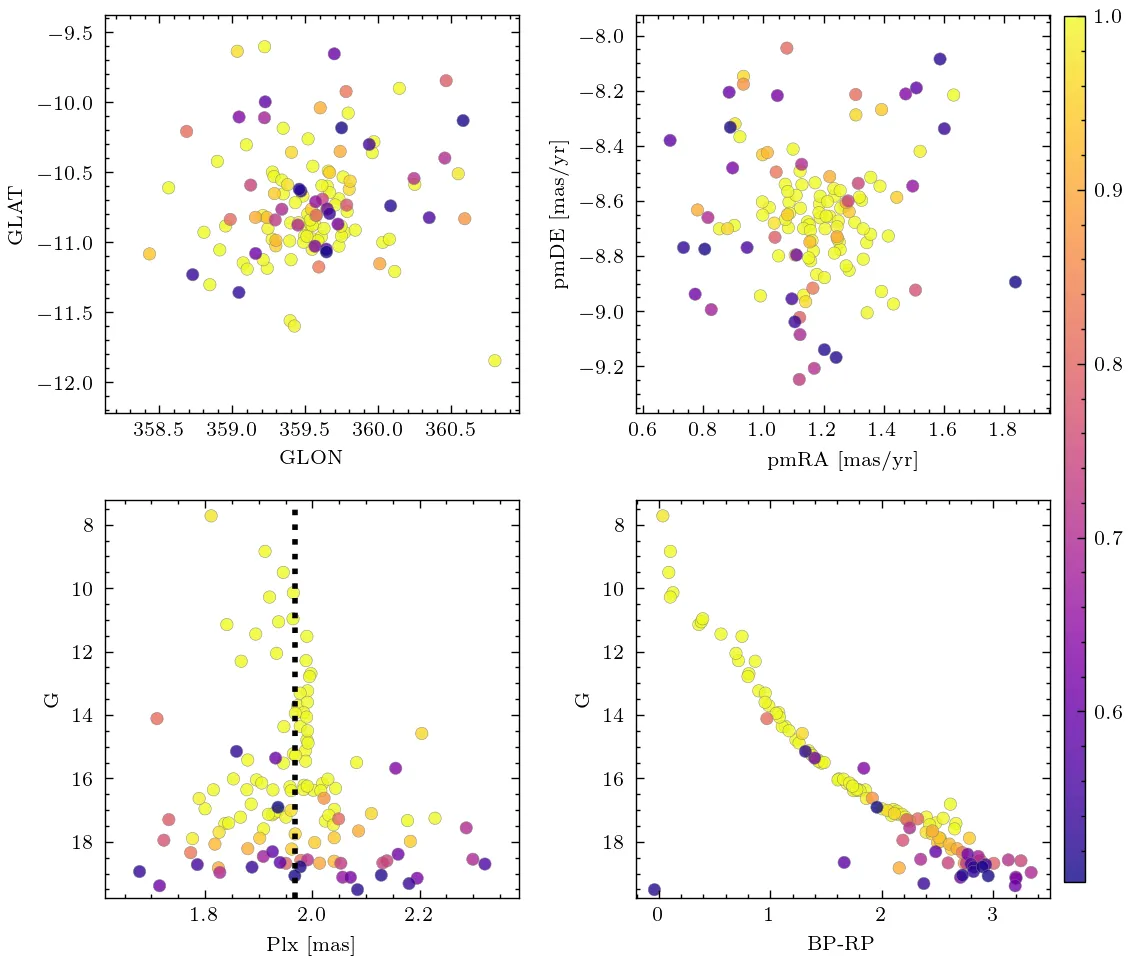 −9.5
−10.0
−10.5
−11.0
−11.5
−12.0
GLAT
358.5 359.0 359.5 360.0 360.5
GLON
−8.0
−8.2
−8.4
−8.6
−8.8
−9.0
−9.2
pmDE [mas/yr]
0.6 0.8 1.0 1.2 1.4 1.6 1.8
pmRA [mas/yr]
1.0
0.9
0.8
0.7
0.6
8
10
12
14
16
18
G
1.8 2.0 2.2
Plx [mas]
8
10
12
14
16
18
G
0 1 2 3
BP-RP